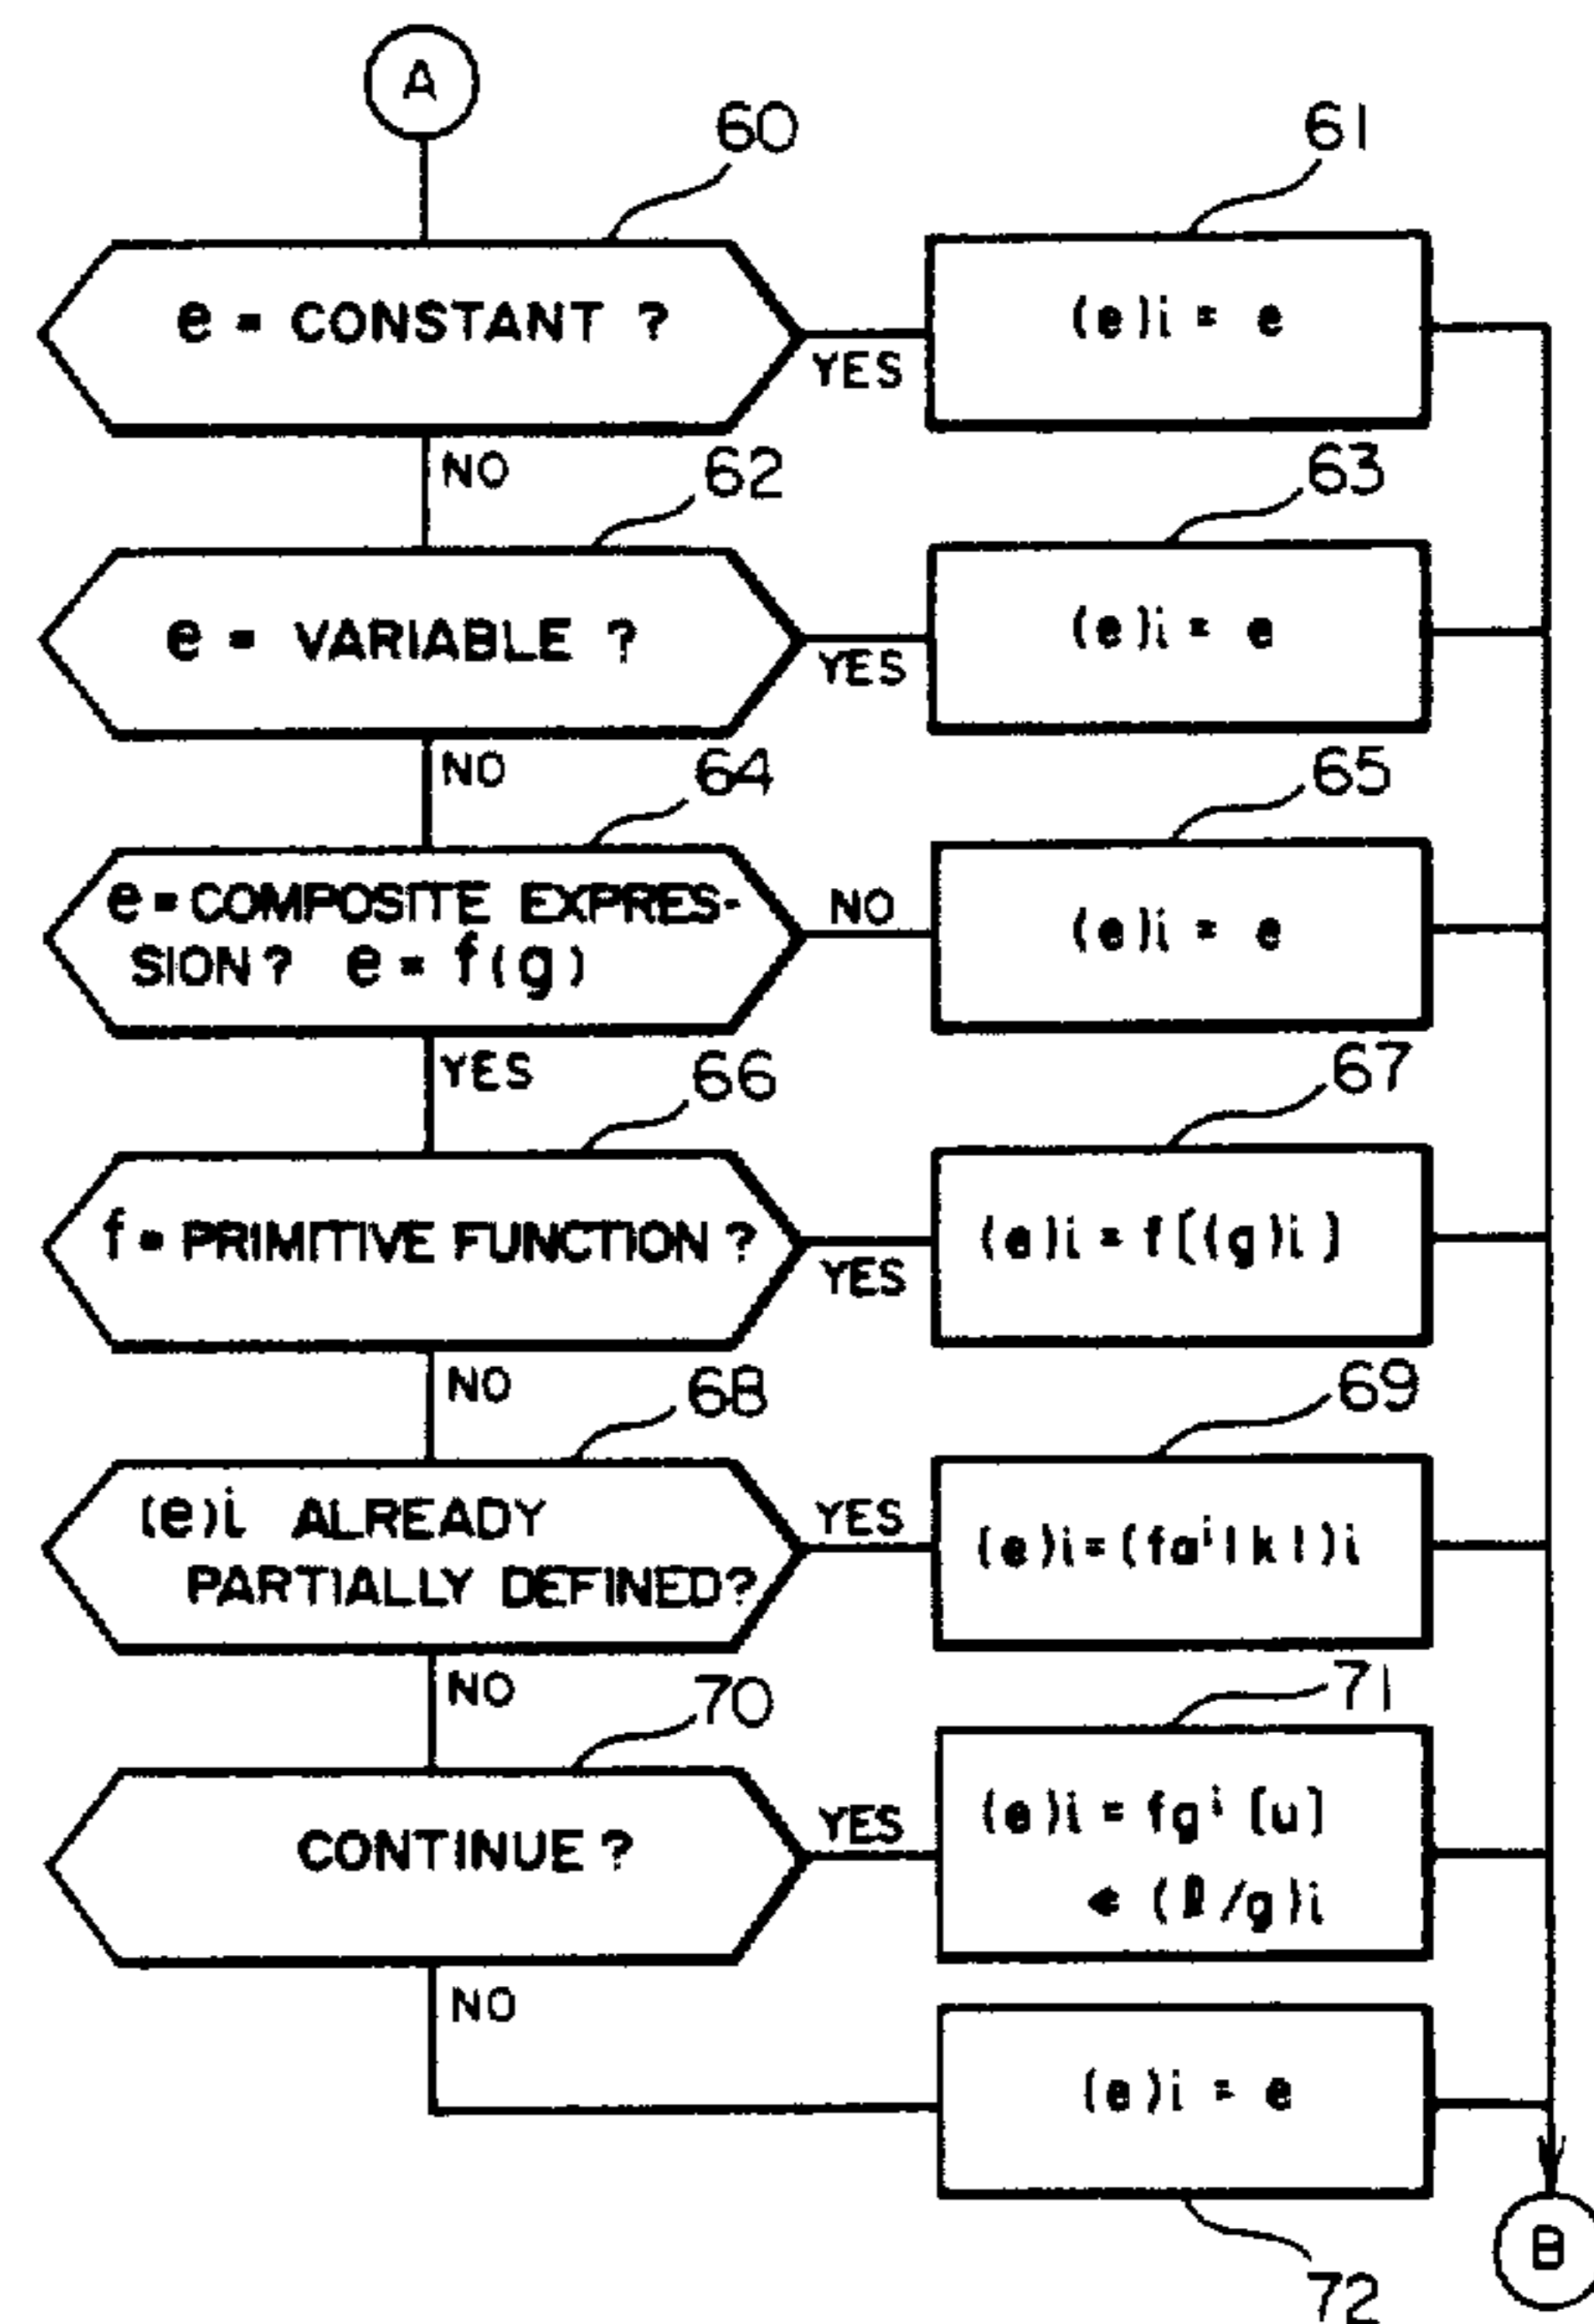 A
60
61
e = CONSTANT ?
(e)i = e
YES
NO
62
63
e = VARIABLE ?
(e)i = e
YES
NO
64
65
e = COMPOSITE EXPRES-
SION? e = f(g)
NO
(e)i = e
YES
66
67
f = PRIMITIVE FUNCTION ?
(e)i = f[(g)i]
YES
NO
68
69
(e)i ALREADY
PARTIALLY DEFINED?
YES
NO
70
71
CONTINUE ?
YES
(e)i = fg^i [u]
NO
(e)i = e
72
B